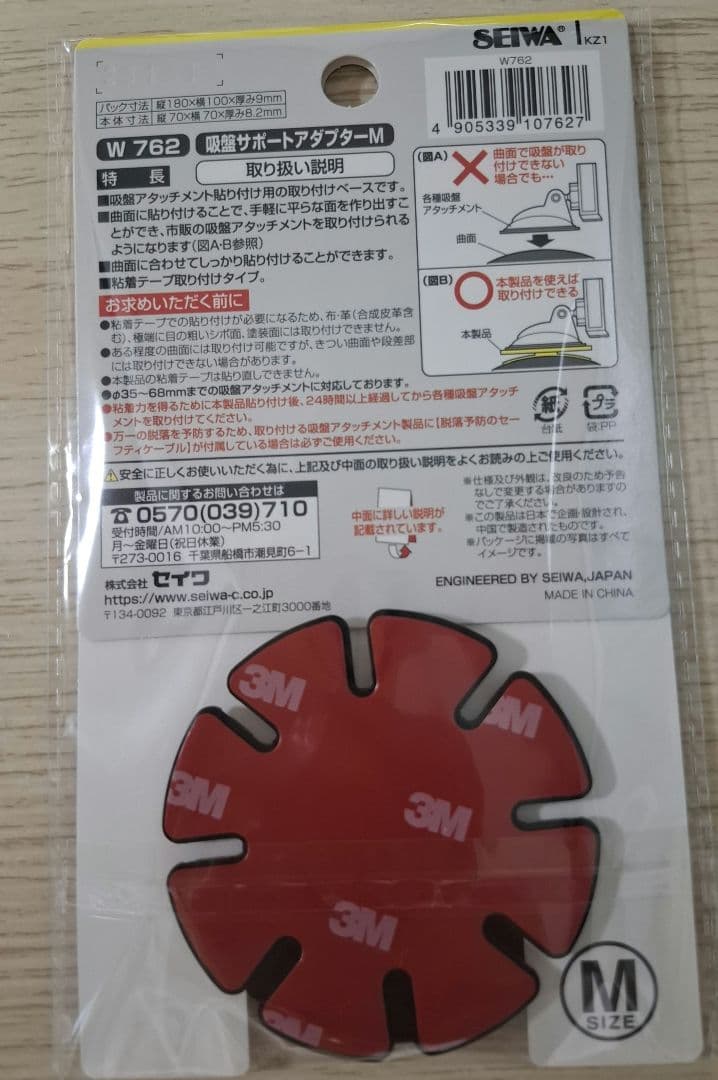 SEIWA® KZ1
W762
4 905339 107627
パック寸法 縦180×横100×厚み9mm
本体寸法 縦70×横70×厚み8.2mm
W 762 吸盤サポートアダプターM
特長 取り扱い説明
■吸盤アタッチメント貼り付け用の取り付けベースです。
■曲面に貼り付けることで、手軽に平らな面を作り出すこ
とができ、市販の吸盤アタッチメントを取り付けられる
ようになります(図A・B参照)
■曲面に合わせてしっかり貼り付けることができます。
■粘着テープ取り付けタイプ。
(図A)
曲面で吸盤が取り
付けできない
場合でも…
各種吸盤
アタッチメント
曲面
(図B)
本製品を使えば
取り付けできる
本製品
お求めいただく前に
●粘着テープでの貼り付けが必要になるため、布・革(合成皮革含
む)、極端に目の粗いシボ面、塗装面には取り付けできません。
●ある程度の曲面には取り付け可能ですが、きつい曲面や段差部
には取り付けできない場合があります。
●本製品の粘着テープは貼り直しできません。
●φ35~68mmまでの吸盤アタッチメントに対応しております。
●粘着力を得るために本製品貼り付け後、24時間以上経過してから各種吸盤アタッチ
メントを取り付けてください。
●万一の脱落を予防するため、取り付ける吸盤アタッチメント製品に【脱落予防のセー
フティケーブル】が付属している場合は必ずご使用ください。
紙
台紙
プラ
袋:PP
⚠安全に正しくお使いいただく為に、上記及び中面の取り扱い説明をよくお読みの上ご使用ください。
製品に関するお問い合わせは
☎0570(039)710
受付時間/AM10:00~PM5:30
月~金曜日(祝日休業)
〒273-0016 千葉県船橋市潮見町6-1
中面に詳しい説明が
記載されています。
※仕様及び外観は、改良のため予告
なしで変更する場合がありますの
でご了承ください。
※この製品は日本で企画・設計され、
中国で製造されたものです。
※パッケージに掲載の写真はすべて
イメージです。
株式会社 セイワ
https://www.seiwa-c.co.jp
〒134-0092 東京都江戸川区一之江町3000番地
ENGINEERED BY SEIWA,JAPAN
MADE IN CHINA
3M
3M
3M
3M
3M
3M
M
SIZE